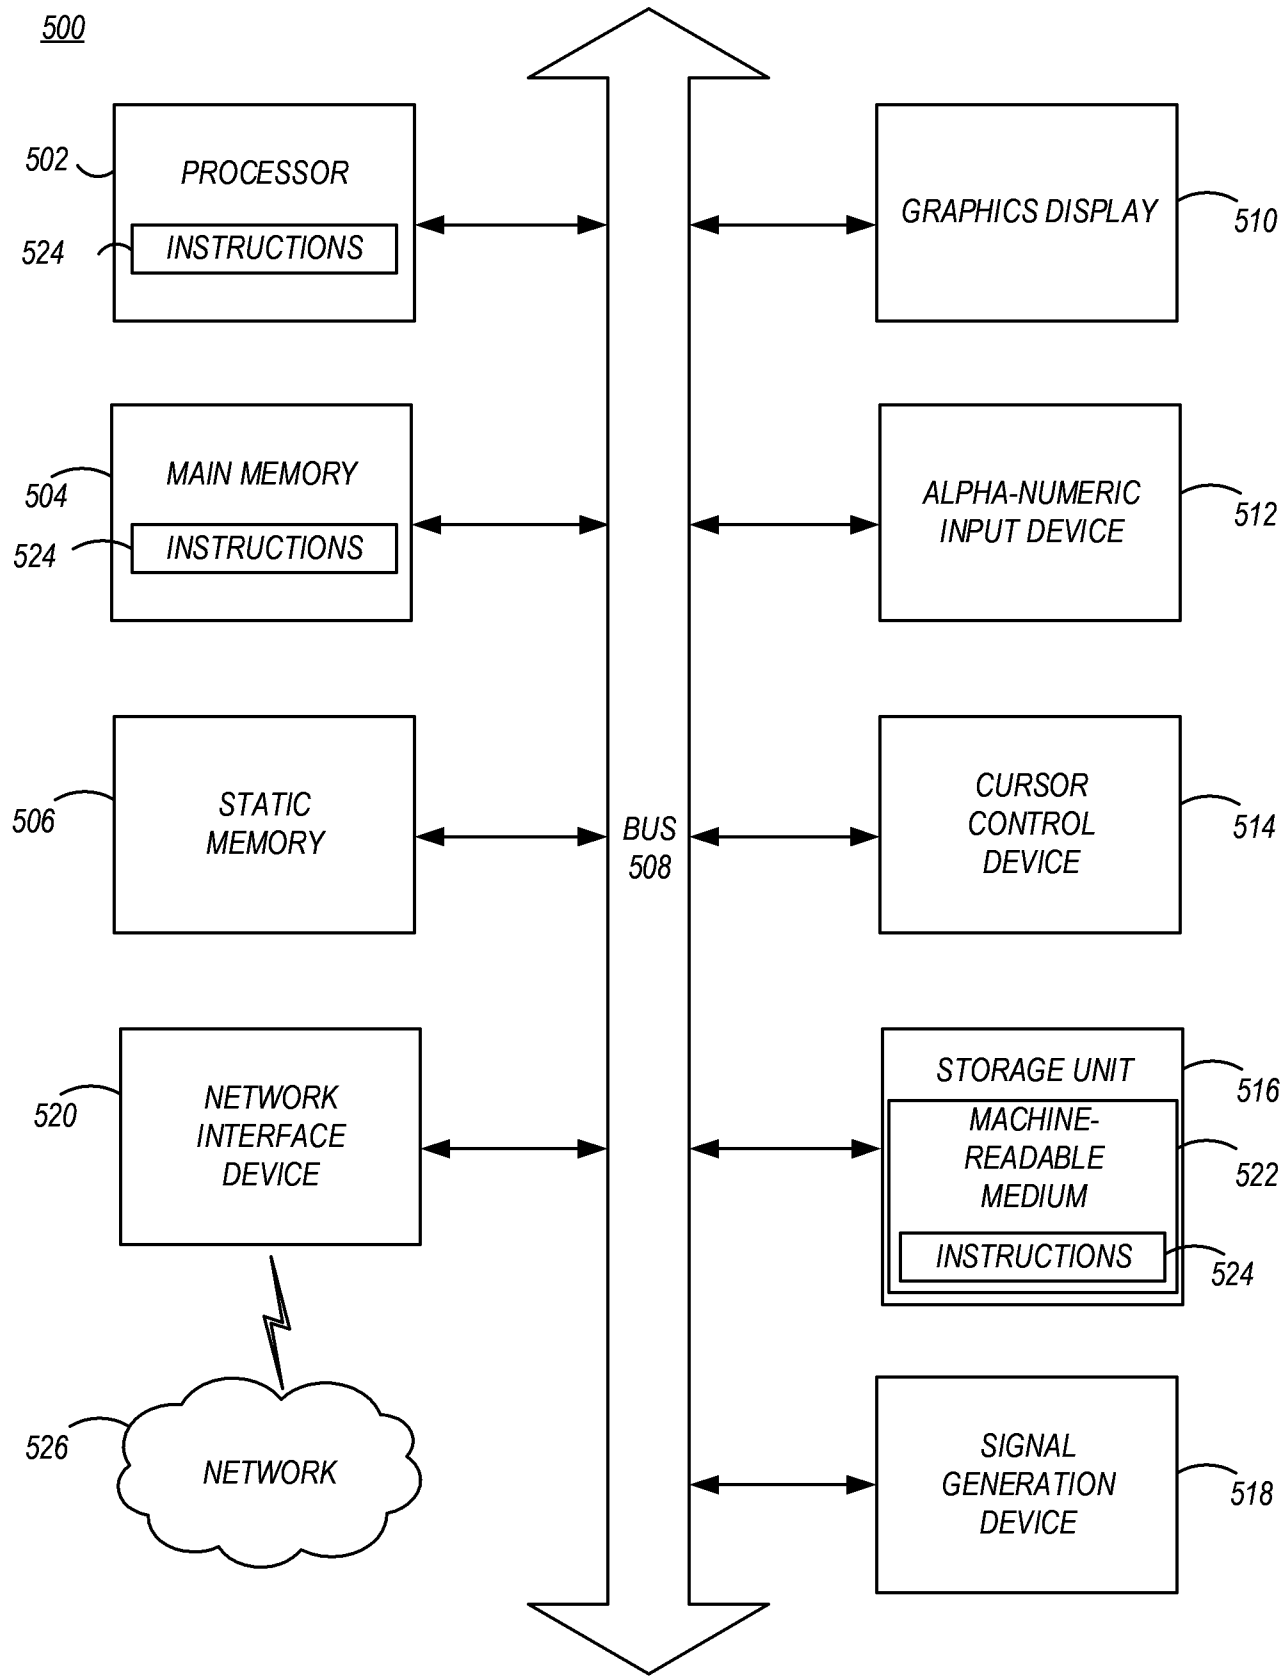 500
502
PROCESSOR
524
INSTRUCTIONS
504
MAIN MEMORY
524
INSTRUCTIONS
506
STATIC
MEMORY
520
NETWORK
INTERFACE
DEVICE
526
NETWORK
BUS
508
GRAPHICS DISPLAY
510
ALPHA-NUMERIC
INPUT DEVICE
512
CURSOR
CONTROL
DEVICE
514
STORAGE UNIT
516
MACHINE-
READABLE
MEDIUM
522
INSTRUCTIONS
524
SIGNAL
GENERATION
DEVICE
518